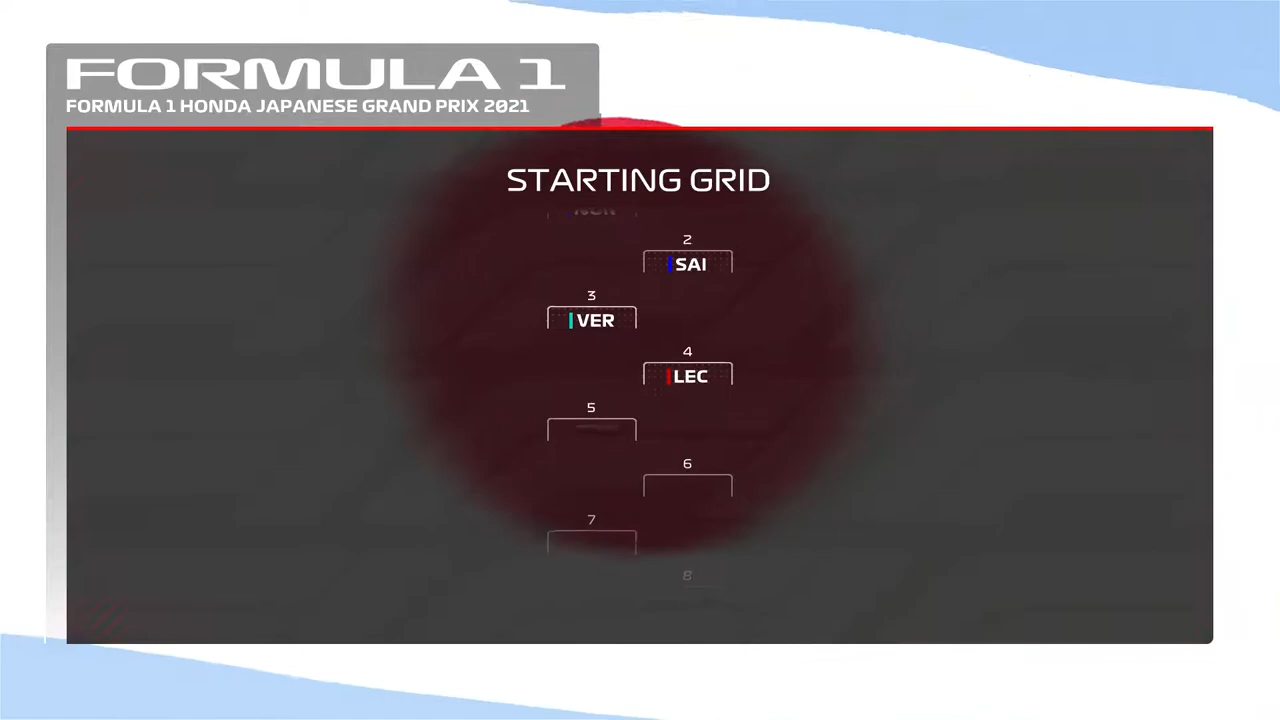 FORMULA 1
FORMULA 1 HONDA JAPANESE GRAND PRIX 2021
STARTING GRID
2
SAI
3
VER
4
LEC
5
6
7
8